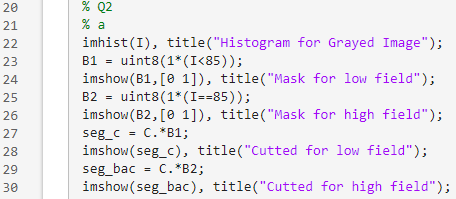 20 % Q2
21 % a
22 imhist(I), title("Histogram for Grayed Image");
23 B1 = uint8(1*(I<85));
24 imshow(B1,[0 1]), title("Mask for low field");
25 B2 = uint8(1*(I==85));
26 imshow(B2,[0 1]), title("Mask for high field");
27 seg_c = C.*B1;
28 imshow(seg_c), title("Cutted for low field");
29 seg_bac = C.*B2;
30 imshow(seg_bac), title("Cutted for high field");